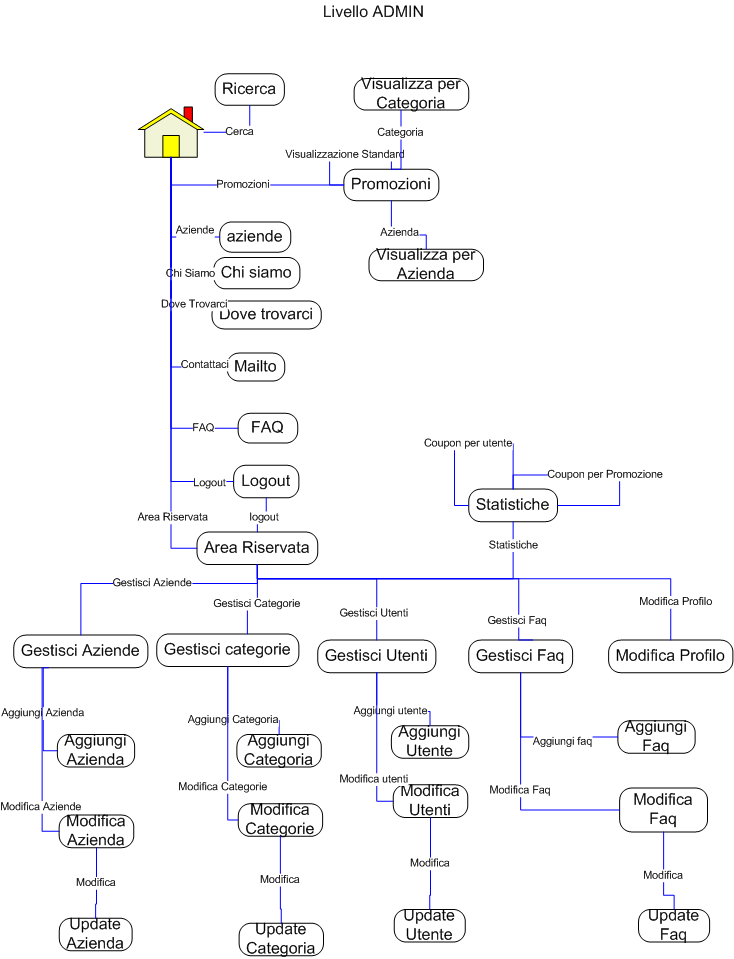 Livello ADMIN
Ricerca
Visualizza per
Categoria
Cerca
Categoria
Visualizzazione Standard
Promozioni
Promozioni
Aziende
aziende
Azienda
Visualizza per
Azienda
Chi Siamo
Chi siamo
Dove Trovarci
Dove trovarci
Contattaci
Mailto
FAQ
FAQ
Coupon per utente
Coupon per Promozione
Logout
Logout
Statistiche
Area Riservata
logout
Area Riservata
Statistiche
Gestisci Aziende
Gestisci Categorie
Gestisci Utenti
Gestisci Faq
Modifica Profilo
Gestisci Aziende
Gestisci categorie
Gestisci Utenti
Gestisci Faq
Modifica Profilo
Aggiungi Azienda
Aggiungi
Azienda
Aggiungi Categoria
Aggiungi
Categoria
Aggiungi utente
Aggiungi
Utente
Aggiungi faq
Aggiungi
Faq
Modifica Aziende
Modifica
Azienda
Modifica Categorie
Modifica
Categorie
Modifica utenti
Modifica
Utenti
Modifica Faq
Modifica
Faq
Modifica
Modifica
Modifica
Modifica
Update
Azienda
Update
Categoria
Update
Utente
Update
Faq